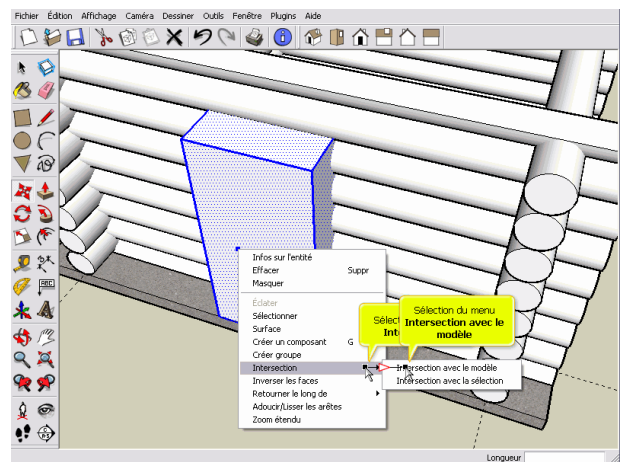 Fichier Édition Affichage Caméra Dessiner Outils Fenêtre Plugins Aide
Infos sur l'entité
Effacer Suppr
Masquer
Éclater
Sélectionner
Surface
Créer un composant G
Créer groupe
Intersection
Inverser les faces
Retourner le long de
Adoucir/Lisser les arêtes
Zoom étendu
Sélection du menu
Intersection avec le
modèle
Intersection avec le modèle
Intersection avec la sélection
ABC
Longueur